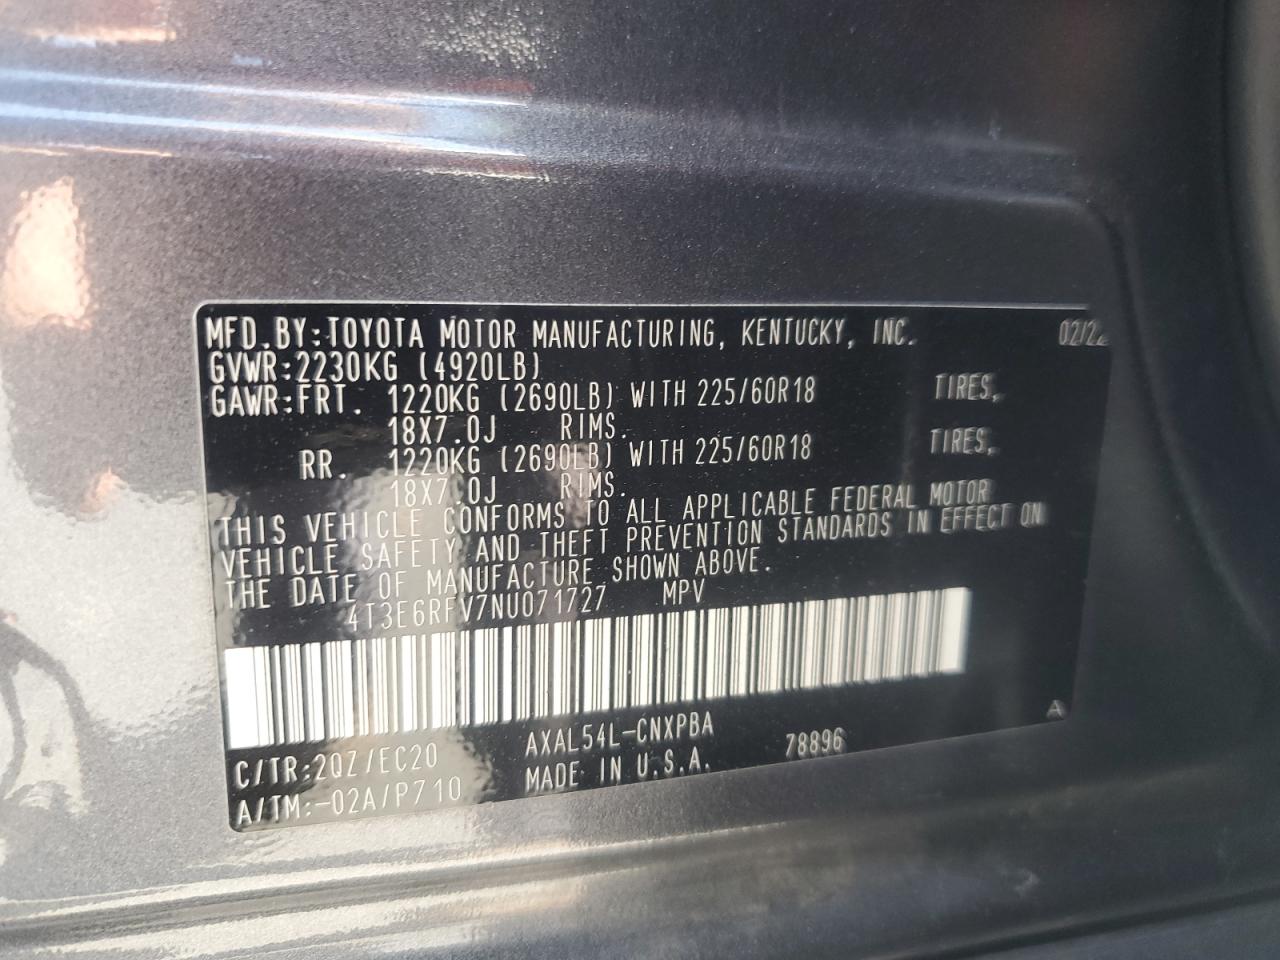 MFD.BY:TOYOTA MOTOR MANUFACTURING, KENTUCKY, INC. 02/22
GVWR:2230KG (4920LB)
GAWR:FRT. 1220KG (2690LB) WITH 225/60R18 TIRES,
18X7.0J RIMS.
RR. 1220KG (2690LB) WITH 225/60R18 TIRES,
18X7.0J RIMS.
THIS VEHICLE CONFORMS TO ALL APPLICABLE FEDERAL MOTOR
VEHICLE SAFETY AND THEFT PREVENTION STANDARDS IN EFFECT ON
THE DATE OF MANUFACTURE SHOWN ABOVE.
4T3E6RFV7NU071727 MPV
C/TR:2QZ/EC20 AXAL54L-CNXPBA 78896 A
A/TM:-02A/P710 MADE IN U.S.A.